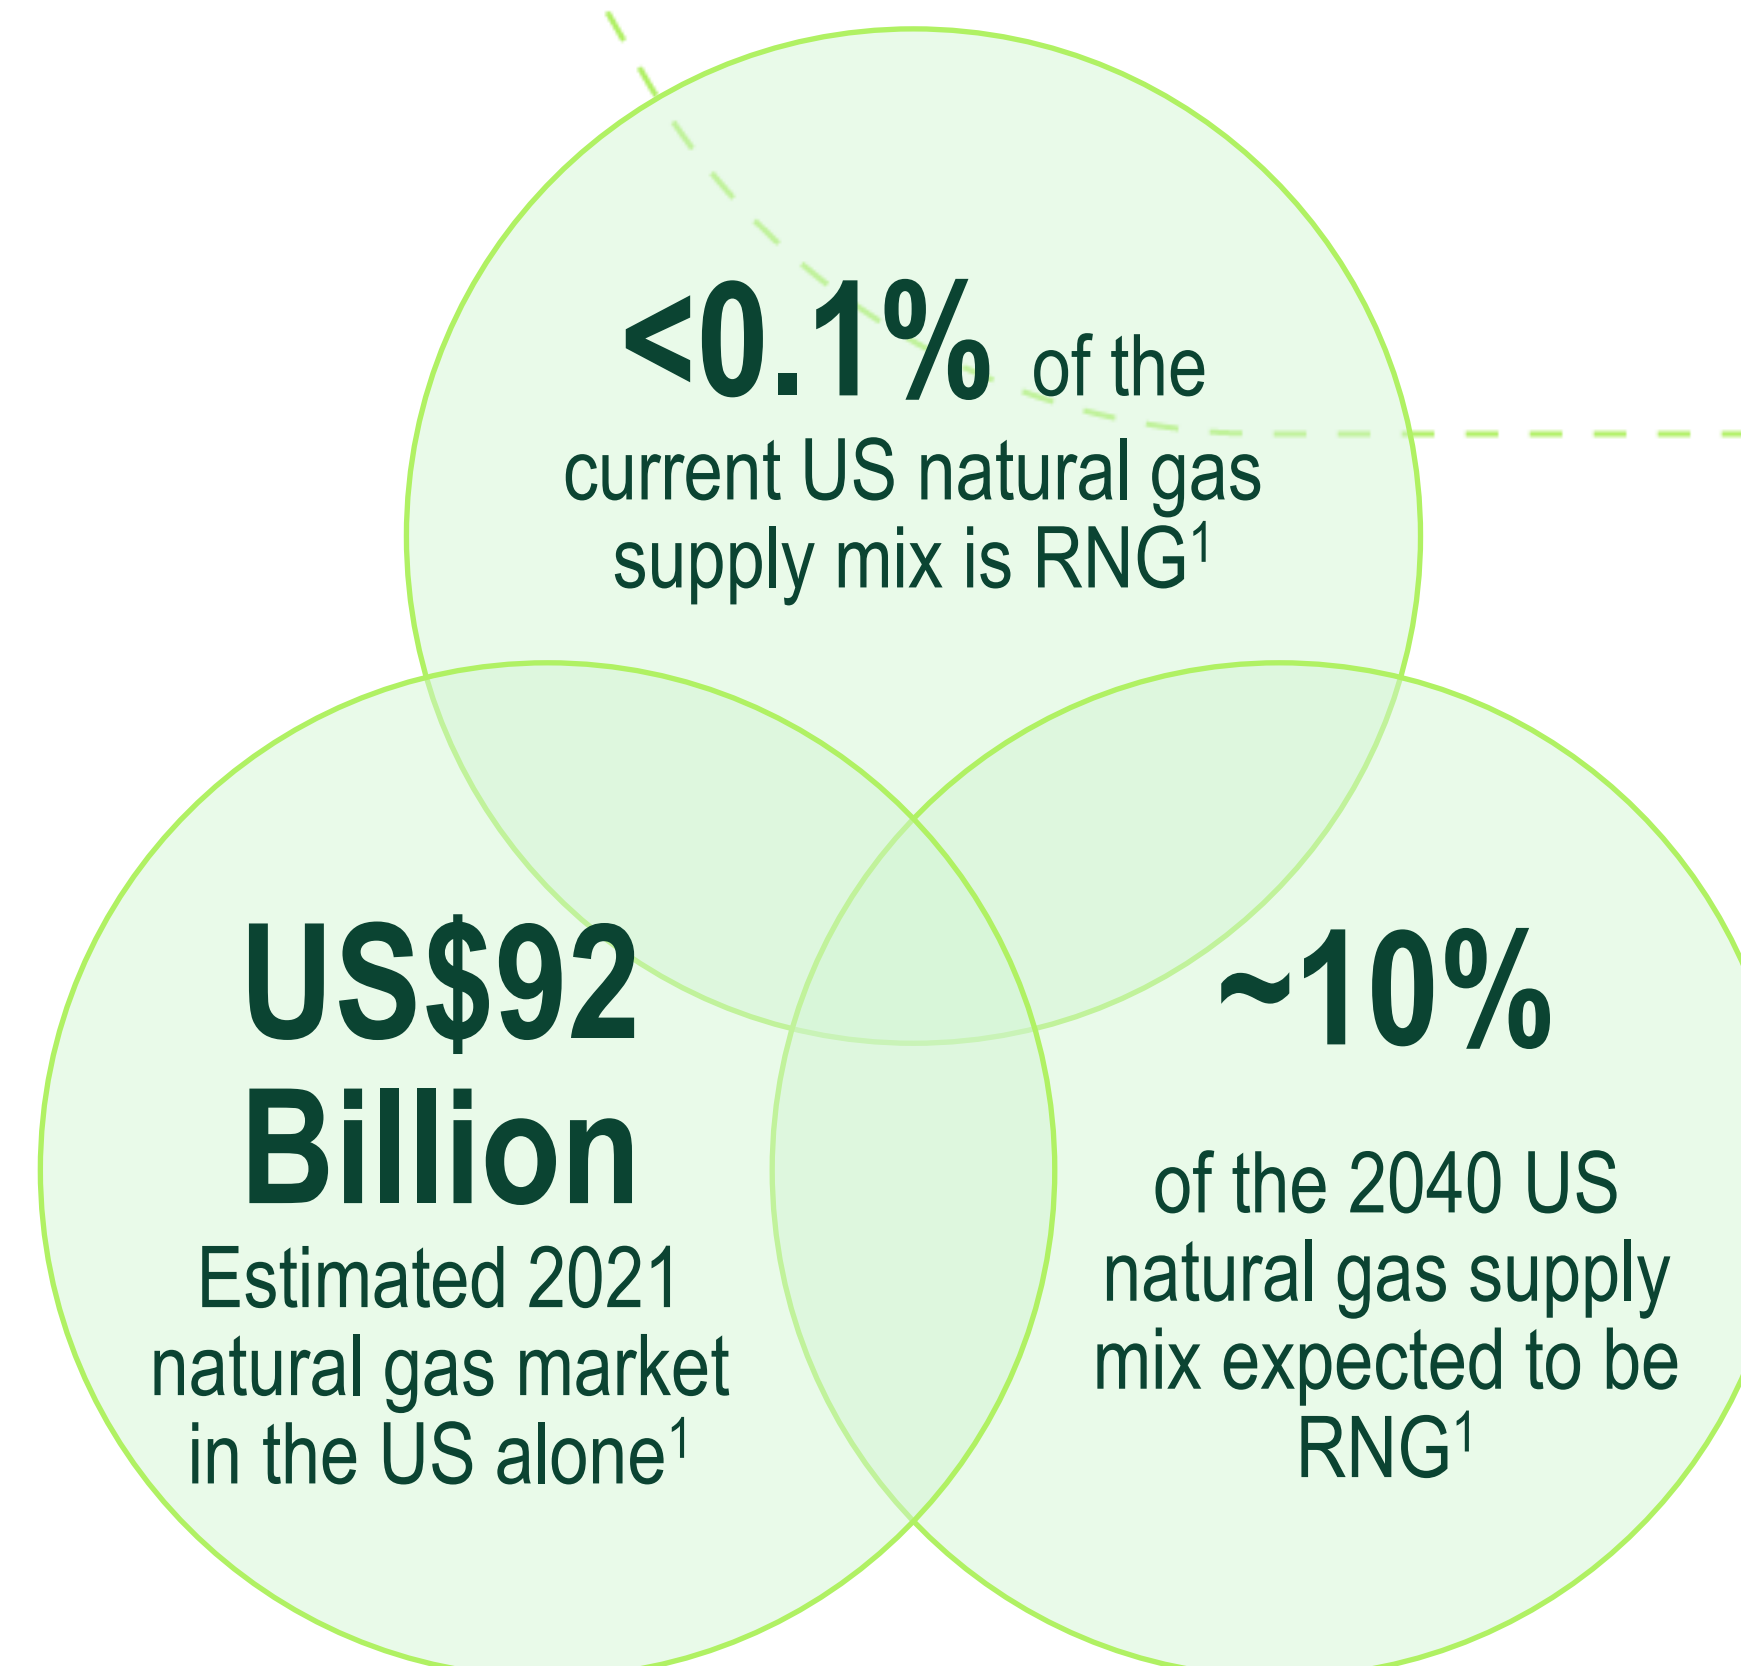 <0.1% of the
current US natural gas
supply mix is RNG¹
US$92
Billion
Estimated 2021
natural gas market
in the US alone¹
~10%
of the 2040 US
natural gas supply
mix expected to be
RNG¹